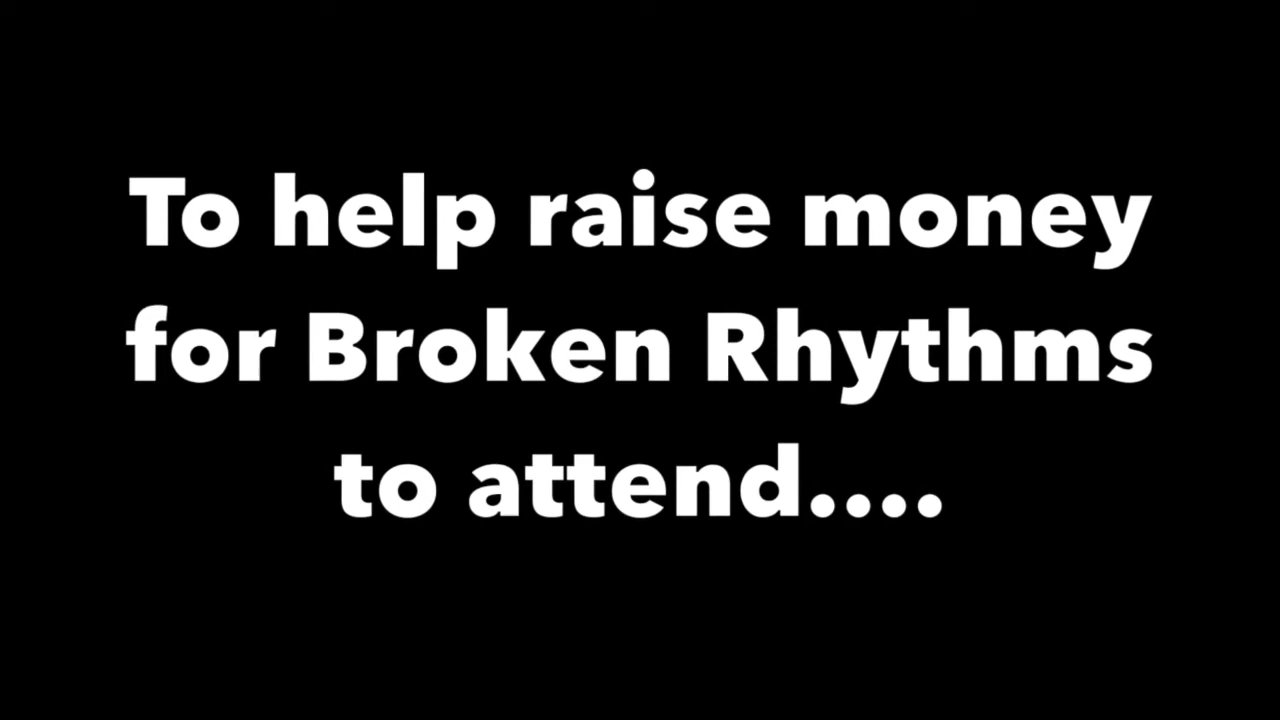 To help raise money
for Broken Rhythms
to attend....